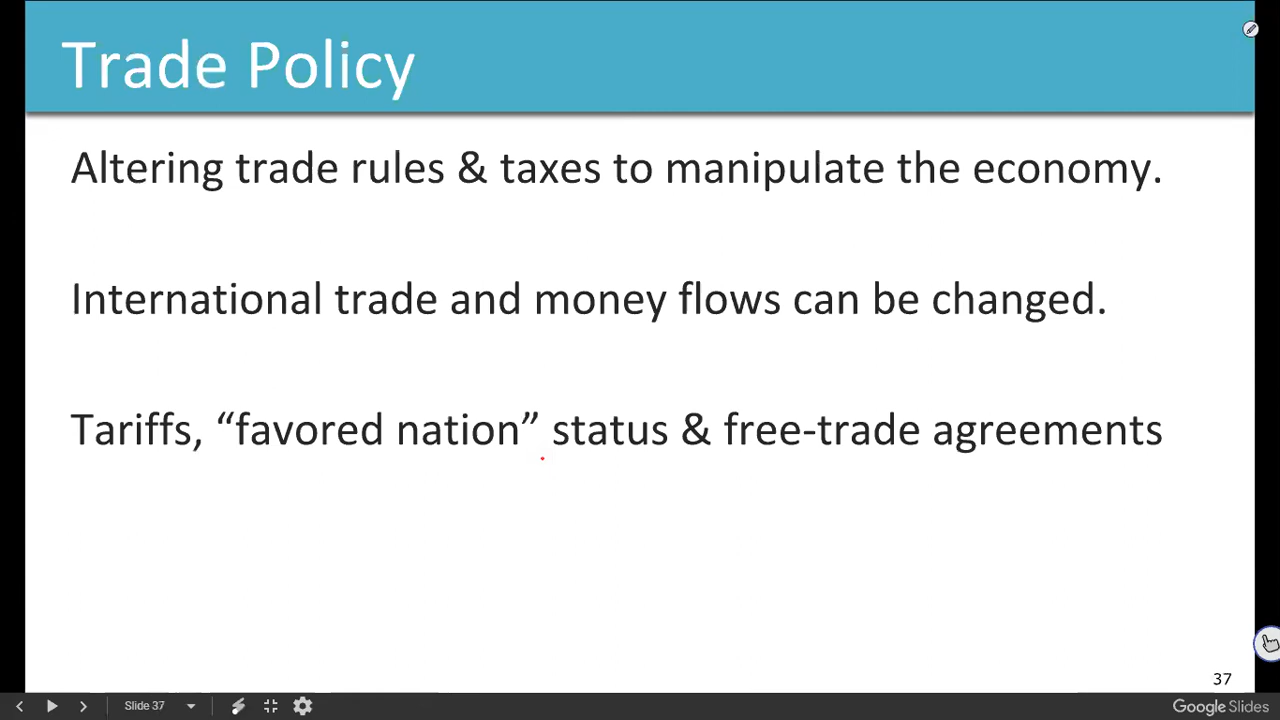 Trade Policy
Altering trade rules & taxes to manipulate the economy.
International trade and money flows can be changed.
Tariffs, “favored nation” status & free-trade agreements
37
Slide 37
Google Slides